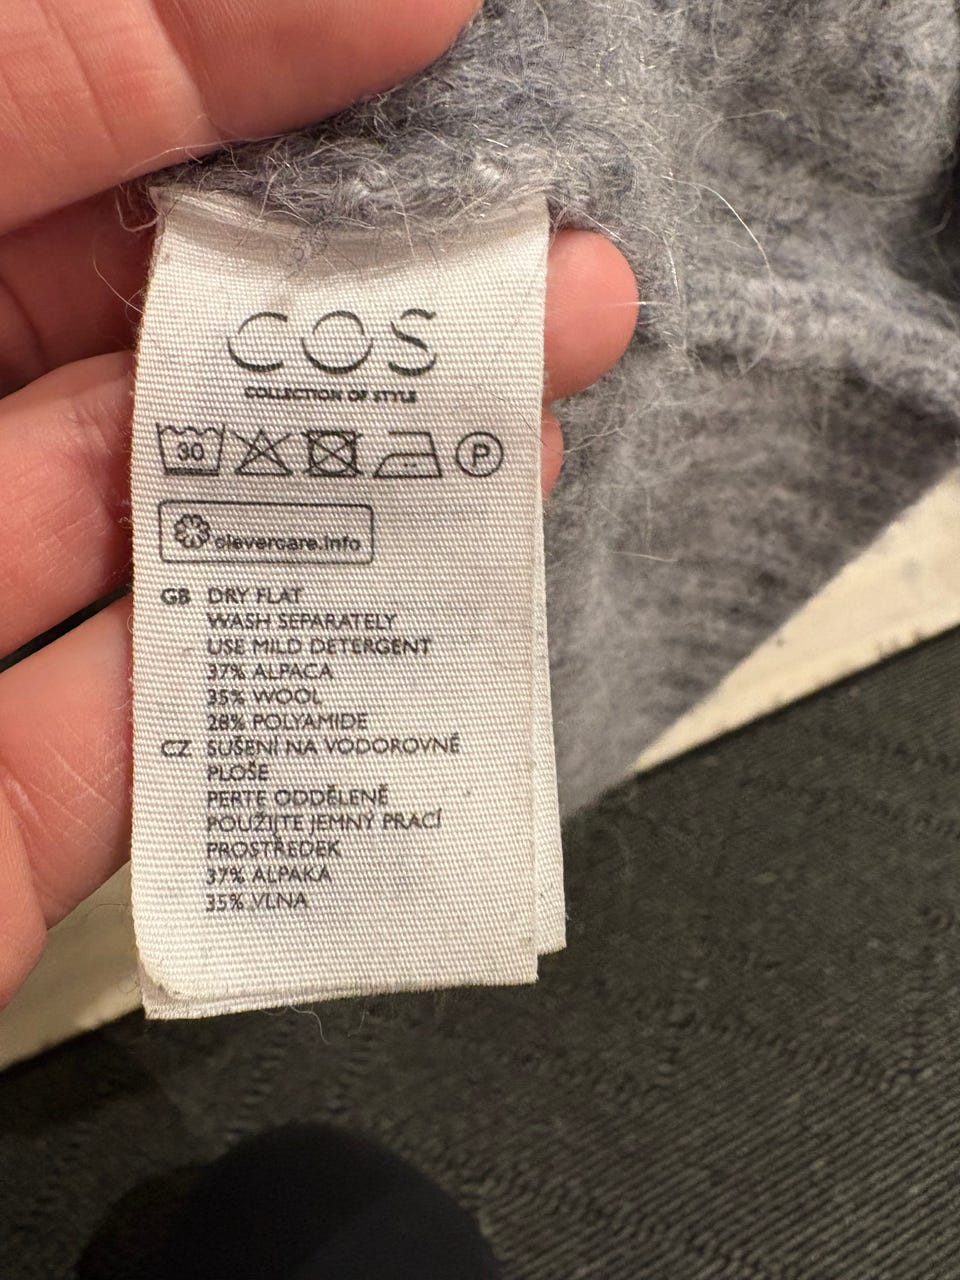 COS
COLLECTION OF STYLE
30 P
clevercare.info
GB DRY FLAT
WASH SEPARATELY
USE MILD DETERGENT
37% ALPACA
35% WOOL
28% POLYAMIDE
CZ SUŠENÍ NA VODOROVNÉ
PLOŠE
PERTE ODDĚLENĚ
POUŽIJTE JEMNÝ PRACÍ
PROSTŘEDEK
37% ALPAKA
35% VLNA